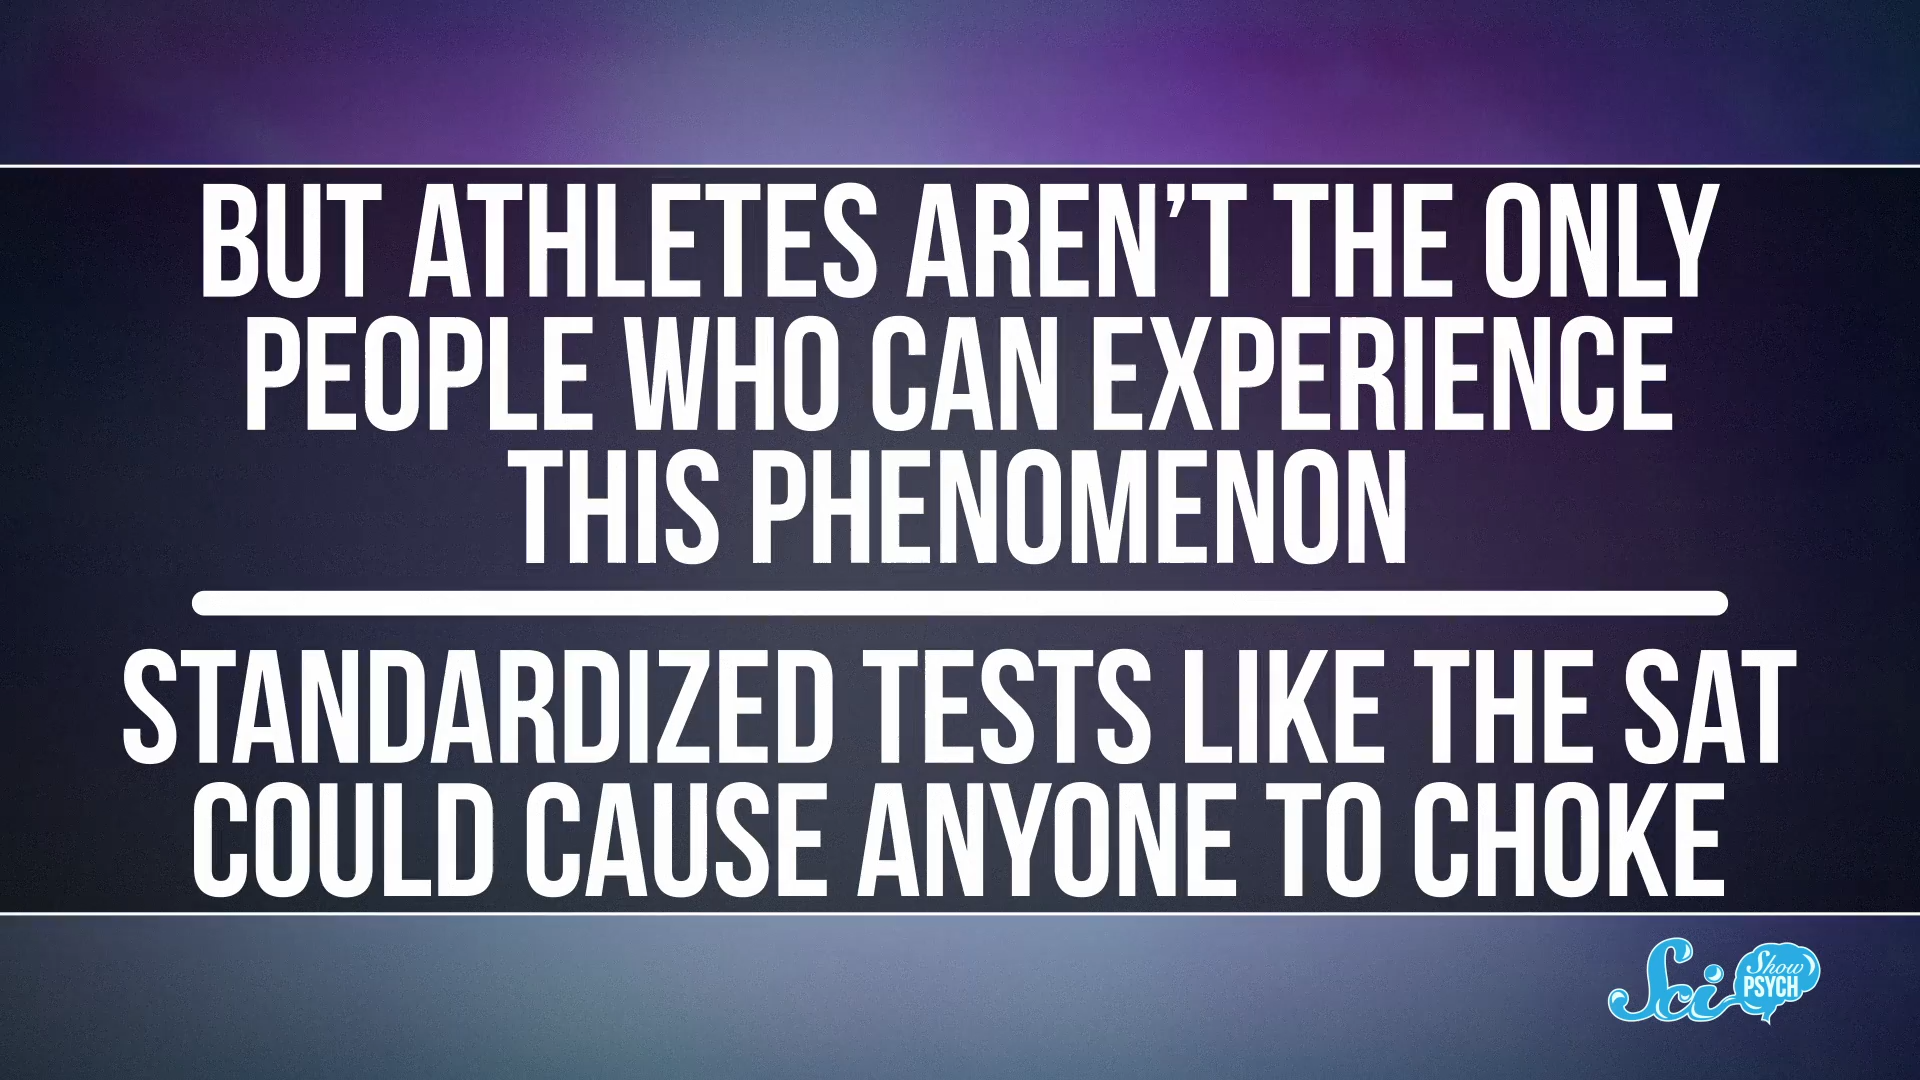 BUT ATHLETES AREN’T THE ONLY
PEOPLE WHO CAN EXPERIENCE
THIS PHENOMENON
STANDARDIZED TESTS LIKE THE SAT
COULD CAUSE ANYONE TO CHOKE
Sci Show
PSYCH